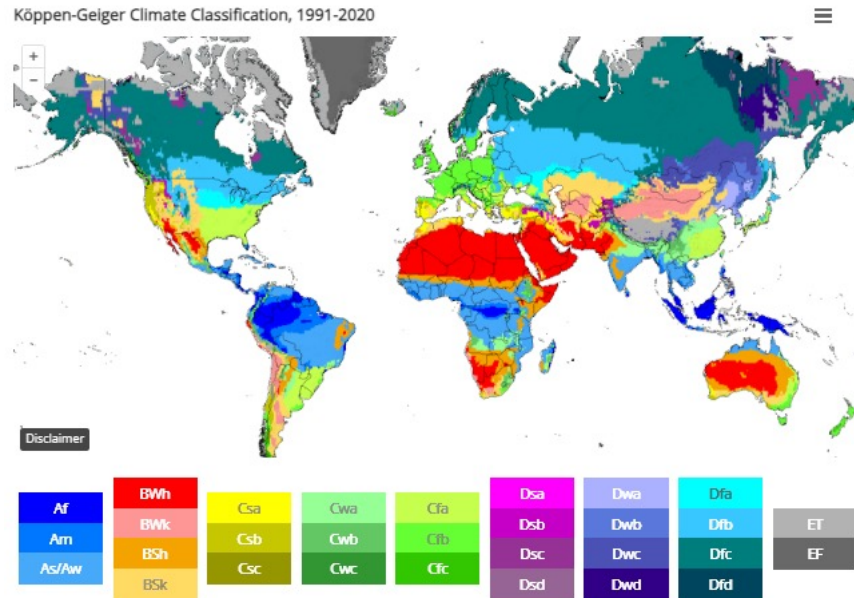 Köppen-Geiger Climate Classification, 1991-2020
+
−
Disclaimer
Af
Am
As/Aw
BWh
BWk
BSh
BSk
Csa
Csb
Csc
Cwa
Cwb
Cwc
Cfa
Cfb
Cfc
Dsa
Dsb
Dsc
Dsd
Dwa
Dwb
Dwc
Dwd
Dfa
Dfb
Dfc
Dfd
ET
EF